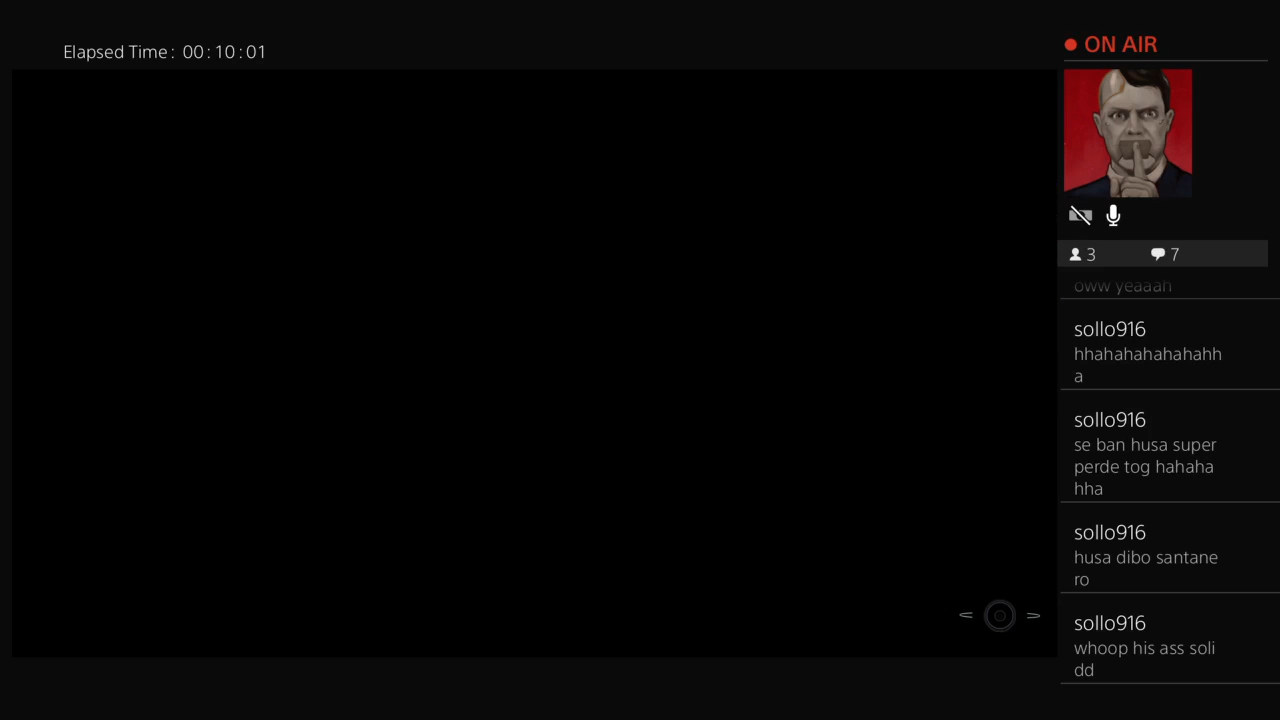 Elapsed Time: 00:10:01
ON AIR
3 7
oww yeaaah
sollo916
hhahahahahahahh
a
sollo916
se ban husa super
perde tog hahaha
hha
sollo916
husa dibo santane
ro
sollo916
whoop his ass soli
dd